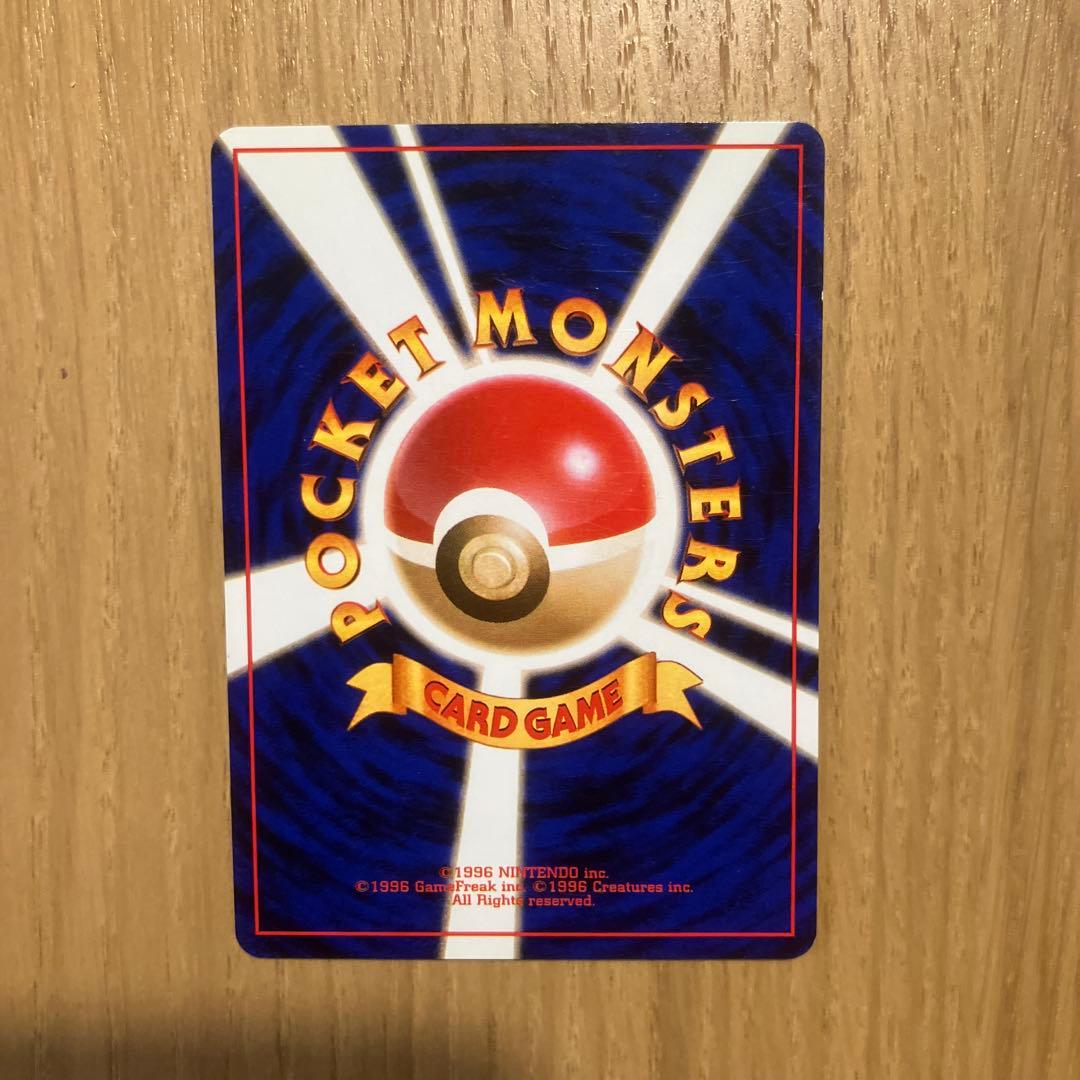 POCKET MONSTERS
CARD GAME
©1996 NINTENDO inc.
©1996 GameFreak inc. ©1996 Creatures inc.
All Rights reserved.